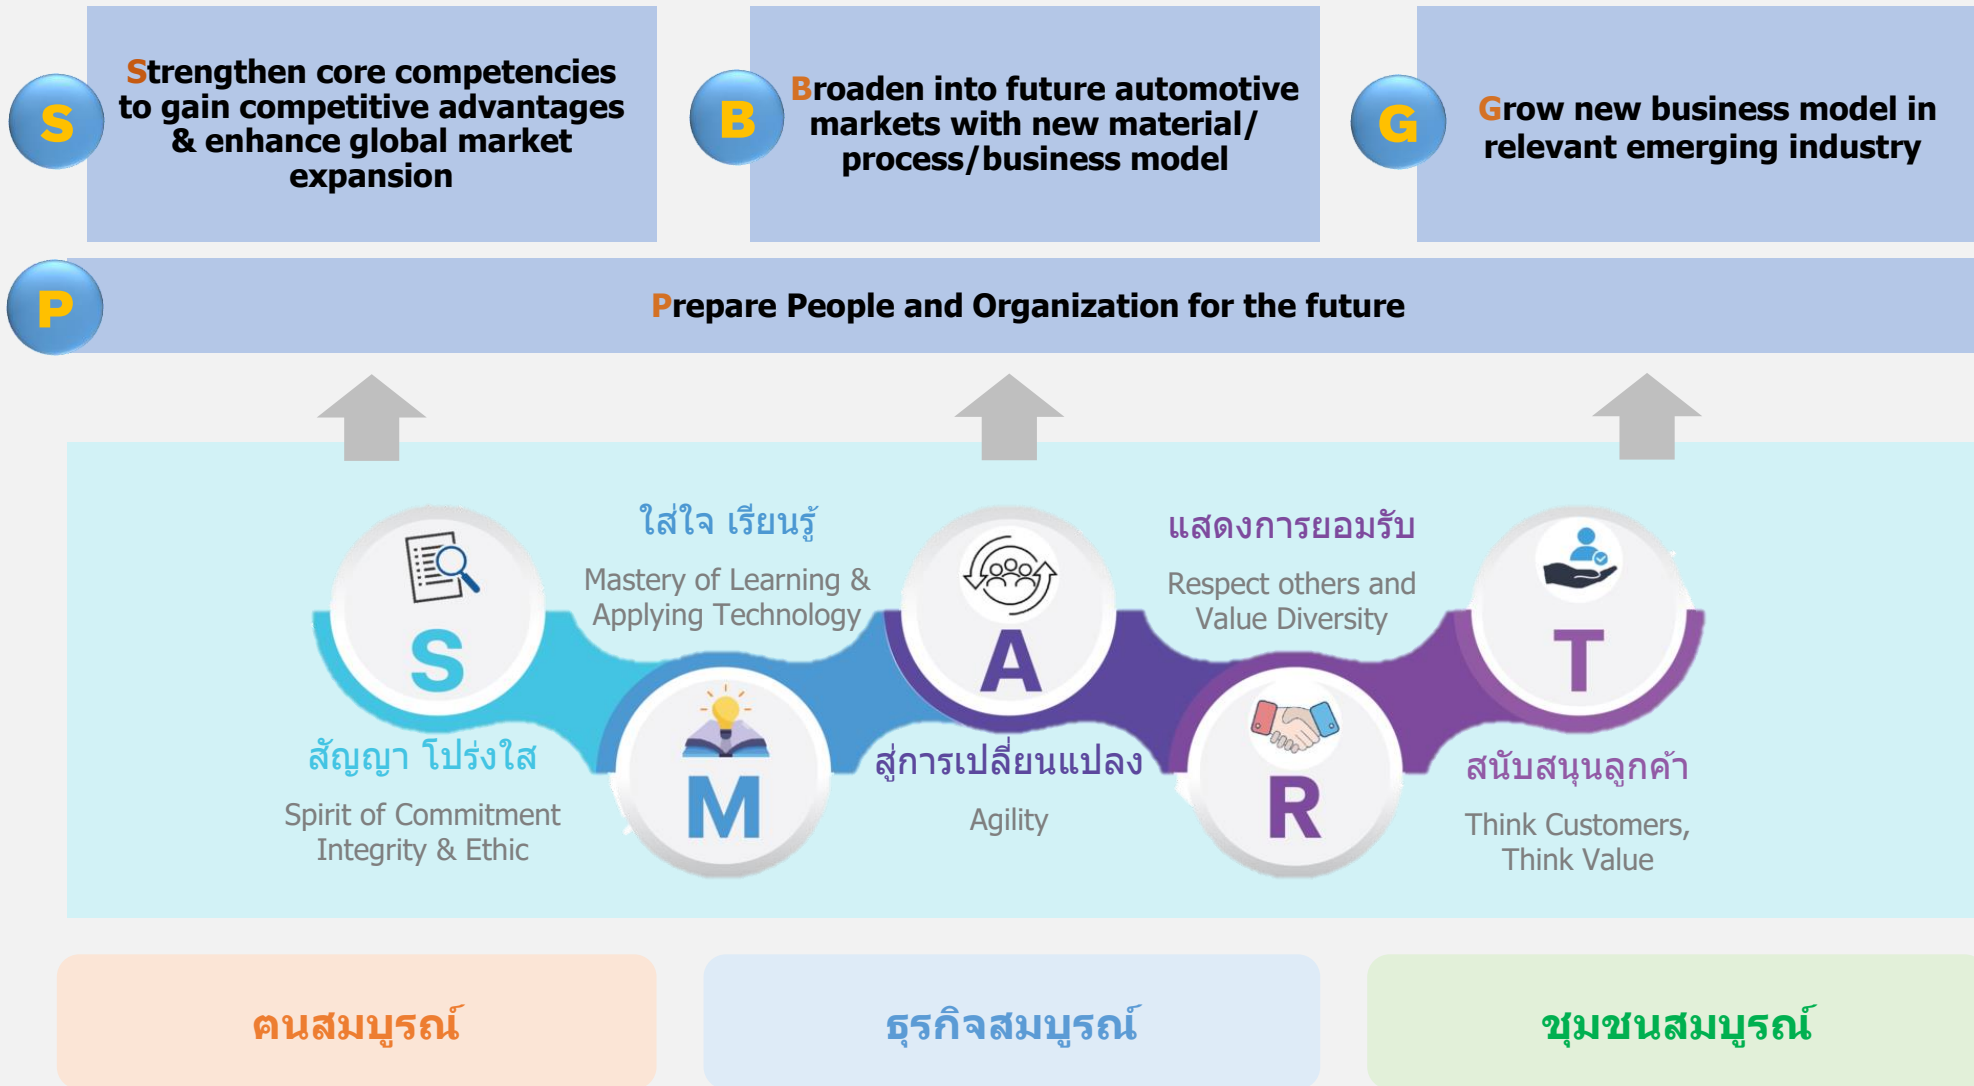 S
Strengthen core competencies
to gain competitive advantages
& enhance global market
expansion
B
Broaden into future automotive
markets with new material/
process/business model
G
Grow new business model in
relevant emerging industry
P
Prepare People and Organization for the future
S
สัญญา โปร่งใส
Spirit of Commitment
Integrity & Ethic
ใส่ใจ เรียนรู้
Mastery of Learning &
Applying Technology
M
A
สู่การเปลี่ยนแปลง
Agility
แสดงการยอมรับ
Respect others and
Value Diversity
R
T
สนับสนุนลูกค้า
Think Customers,
Think Value
ฅนสมบูรณ์
ธุรกิจสมบูรณ์
ชุมชนสมบูรณ์